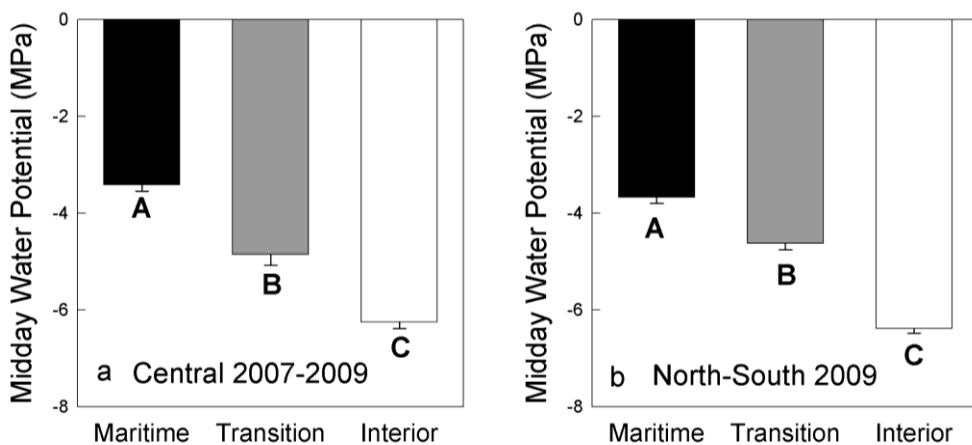 Midday Water Potential (MPa)
0
-2
-4
-6
-8
A
B
C
a Central 2007-2009
Maritime Transition Interior
Midday Water Potential (MPa)
0
-2
-4
-6
-8
A
B
C
b North-South 2009
Maritime Transition Interior